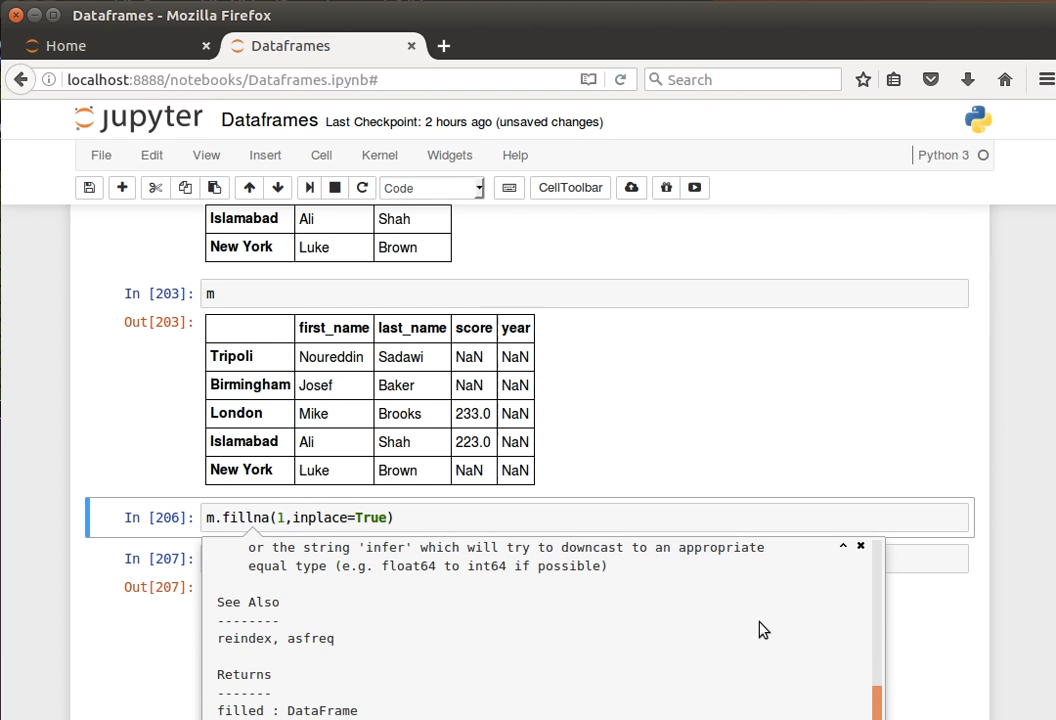 Dataframes - Mozilla Firefox
Home
Dataframes
localhost:8888/notebooks/Dataframes.ipynb#
Search
jupyter Dataframes Last Checkpoint: 2 hours ago (unsaved changes)
File Edit View Insert Cell Kernel Widgets Help Python 3
Code CellToolbar
Islamabad Ali Shah
New York Luke Brown
In [203]: m
Out[203]:
first_name last_name score year
Tripoli Noureddin Sadawi NaN NaN
Birmingham Josef Baker NaN NaN
London Mike Brooks 233.0 NaN
Islamabad Ali Shah 223.0 NaN
New York Luke Brown NaN NaN
In [206]: m.fillna(1,inplace=True)
or the string 'infer' which will try to downcast to an appropriate
In [207]:
equal type (e.g. float64 to int64 if possible)
Out[207]:
See Also
--------
reindex, asfreq
Returns
-------
filled : DataFrame